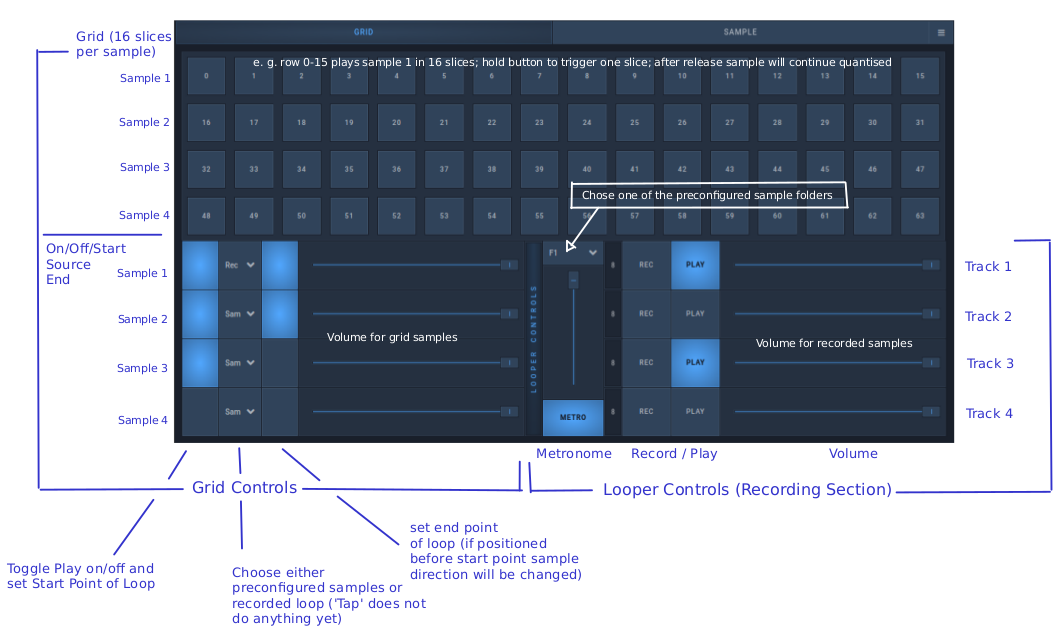 Grid (16 slices
per sample)
GRID
SAMPLE
≡
e. g. row 0-15 plays sample 1 in 16 slices; hold button to trigger one slice; after release sample will continue quantised
Sample 1
0 1 2 3 4 5 6 7 8 9 10 11 12 13 14 15
Sample 2
16 17 18 19 20 21 22 23 24 25 26 27 28 29 30 31
Sample 3
32 33 34 35 36 37 38 39 40 41 42 43 44 45 46 47
Chose one of the preconfigured sample folders
Sample 4
48 49 50 51 52 53 54 55 56 57 58 59 60 61 62 63
On/Off/Start
Source
End
Sample 1
Rec
F1
8 REC PLAY
Track 1
Sample 2
Sam
8 REC PLAY
Track 2
Volume for grid samples
LOOPER CONTROLS
Volume for recorded samples
Sample 3
Sam
8 REC PLAY
Track 3
Sample 4
Sam
METRO
8 REC PLAY
Track 4
Metronome
Record / Play
Volume
Grid Controls
Looper Controls (Recording Section)
Toggle Play on/off and
set Start Point of Loop
Choose either
preconfigured samples or
recorded loop ('Tap' does not
do anything yet)
set end point
of loop (if positioned
before start point sample
direction will be changed)